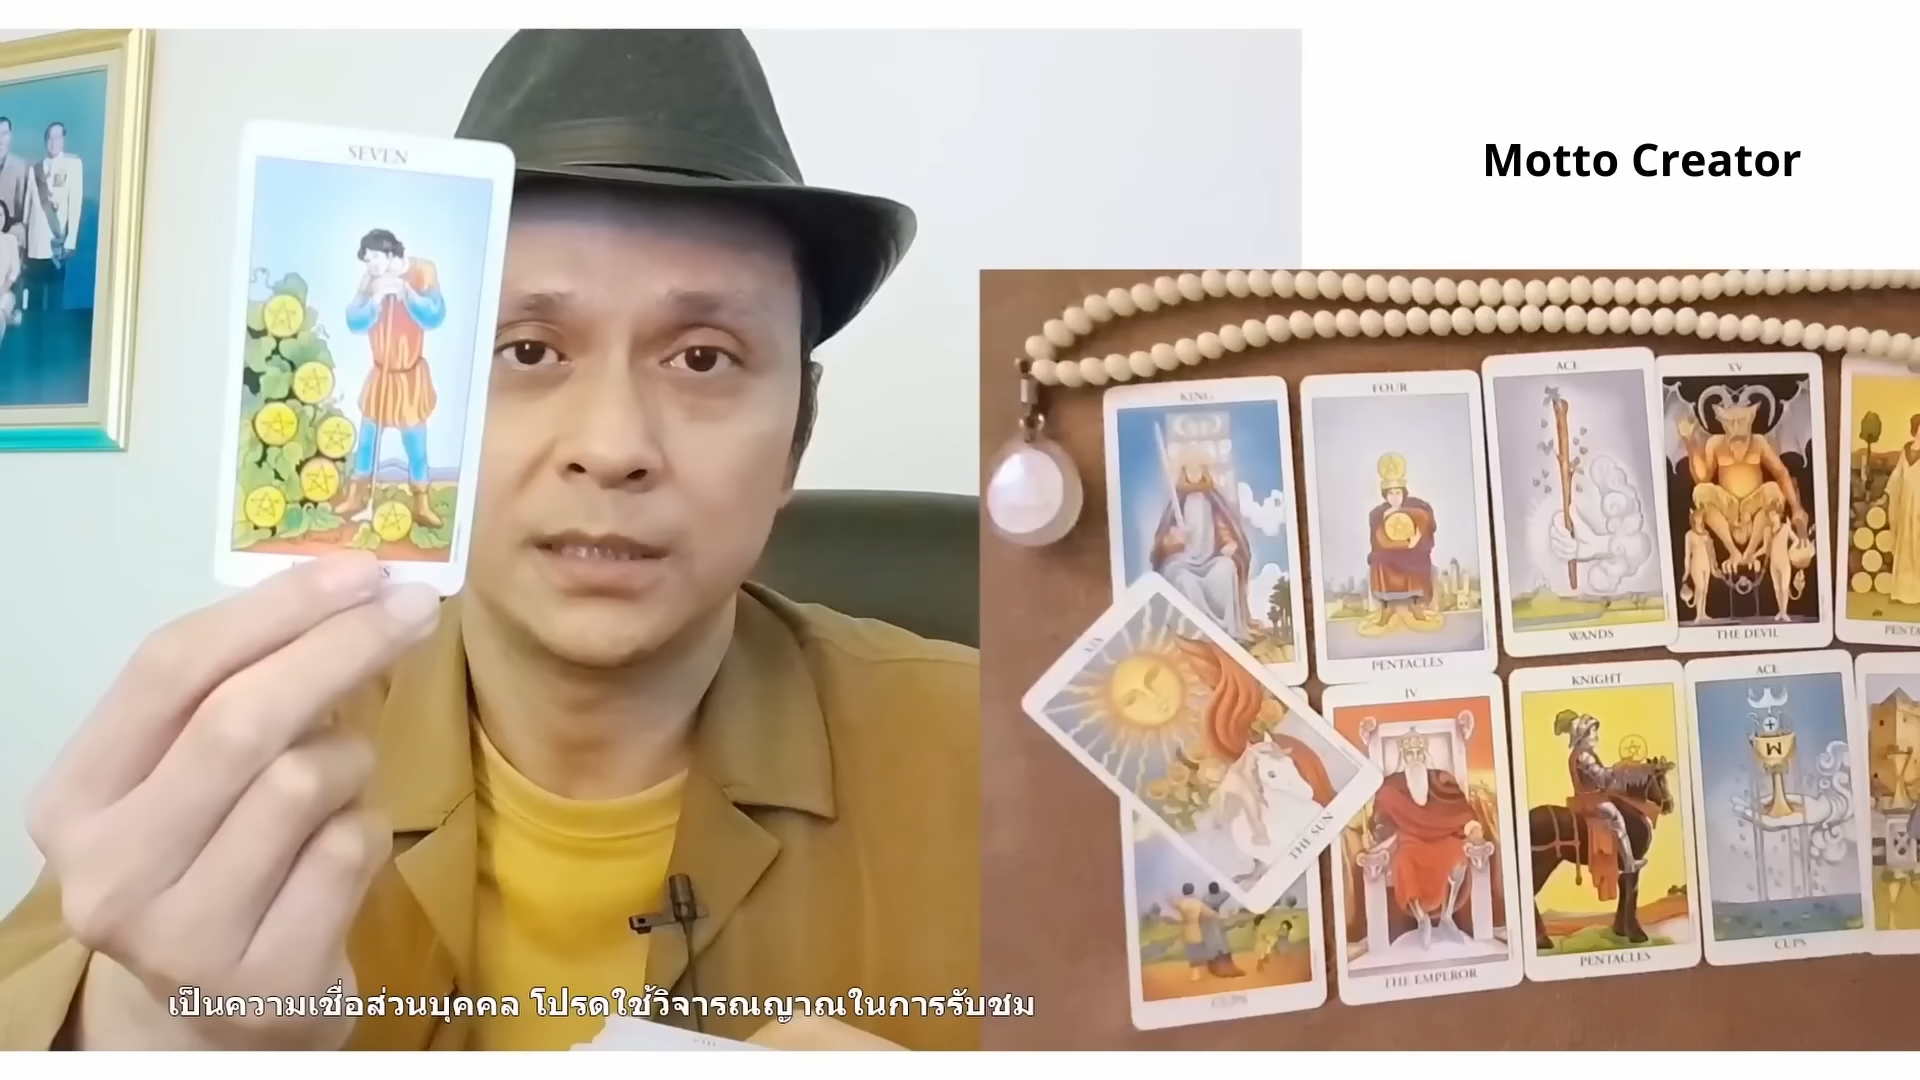 Motto Creator
SEVEN
KING
FOUR
PENTACLES
ACE
WANDS
XV
THE DEVIL
XIX
THE SUN
CUPS
IV
THE EMPEROR
KNIGHT
PENTACLES
ACE
CUPS
PENTA
เป็นความเชื่อส่วนบุคคล โปรดใช้วิจารณญาณในการรับชม
VIII